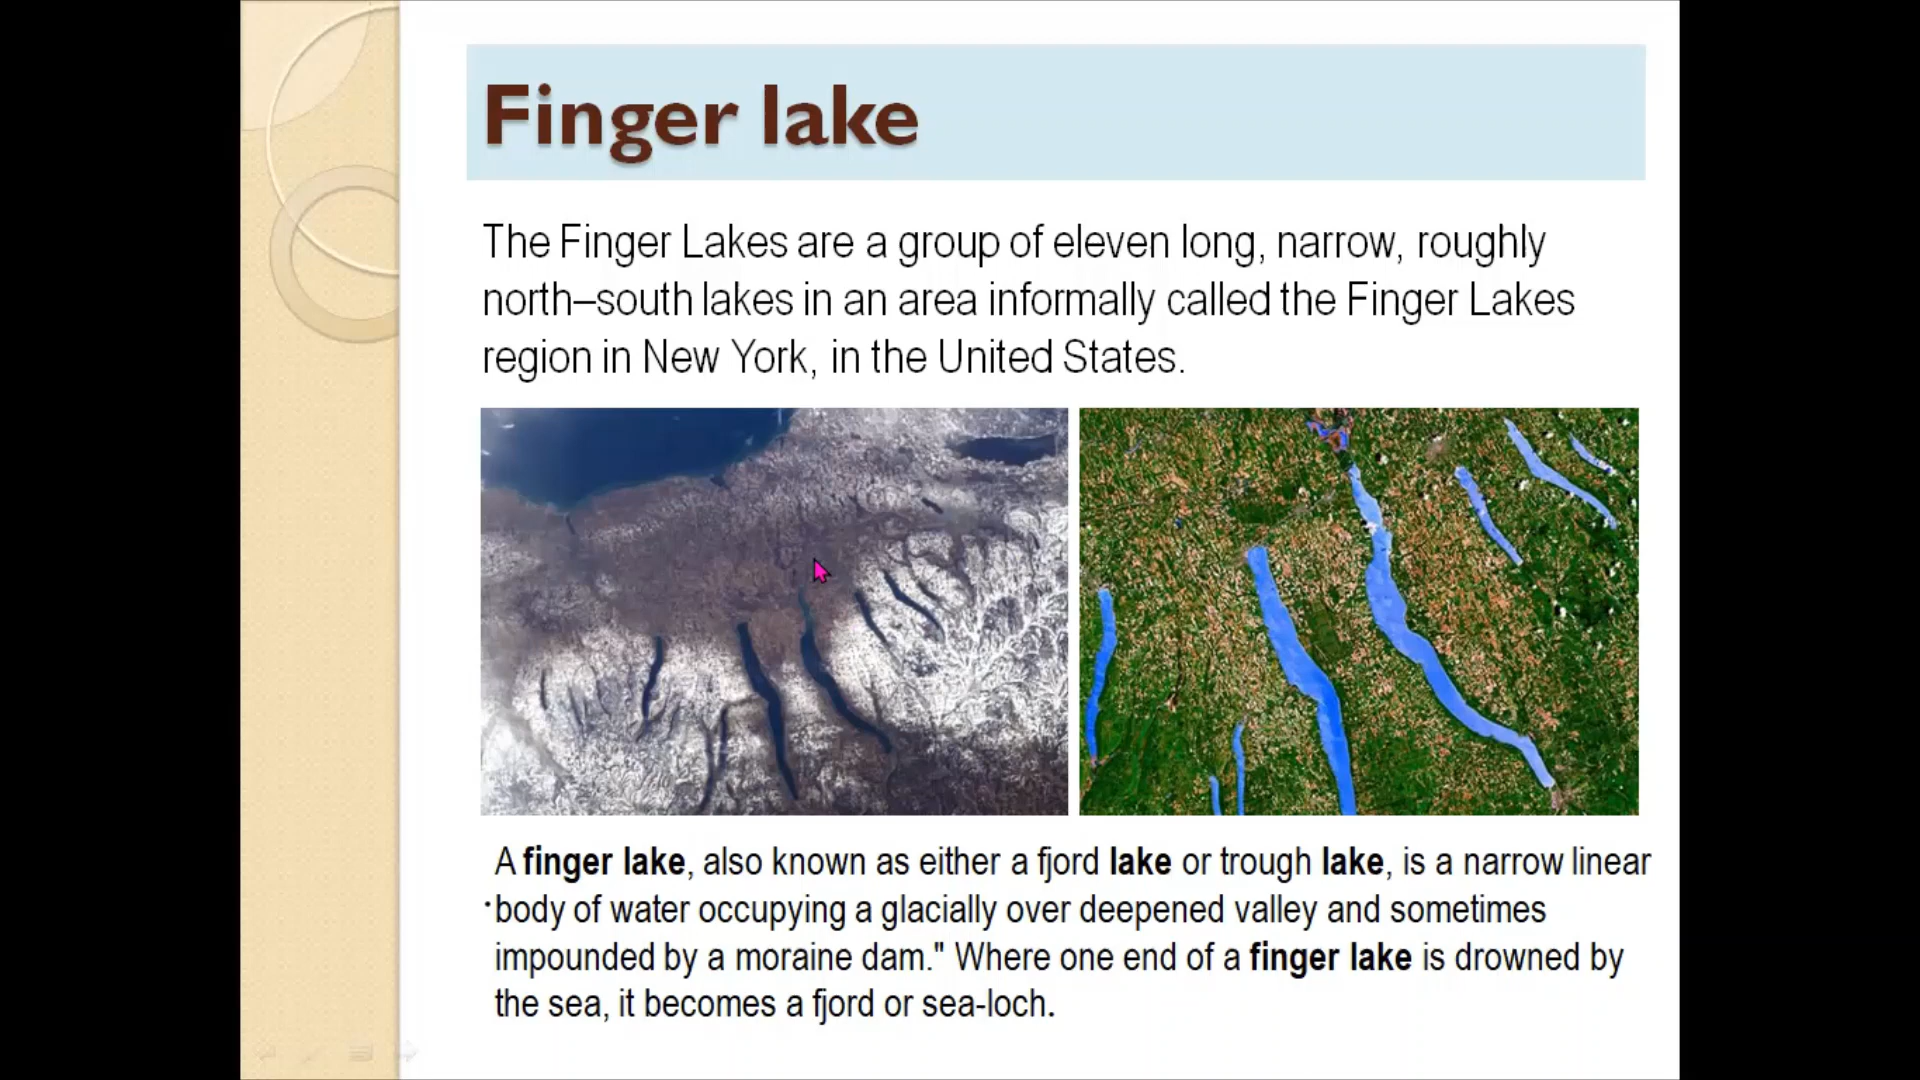 Finger lake
The Finger Lakes are a group of eleven long, narrow, roughly
north–south lakes in an area informally called the Finger Lakes
region in New York, in the United States.
A finger lake, also known as either a fjord lake or trough lake, is a narrow linear
body of water occupying a glacially over deepened valley and sometimes
impounded by a moraine dam." Where one end of a finger lake is drowned by
the sea, it becomes a fjord or sea-loch.